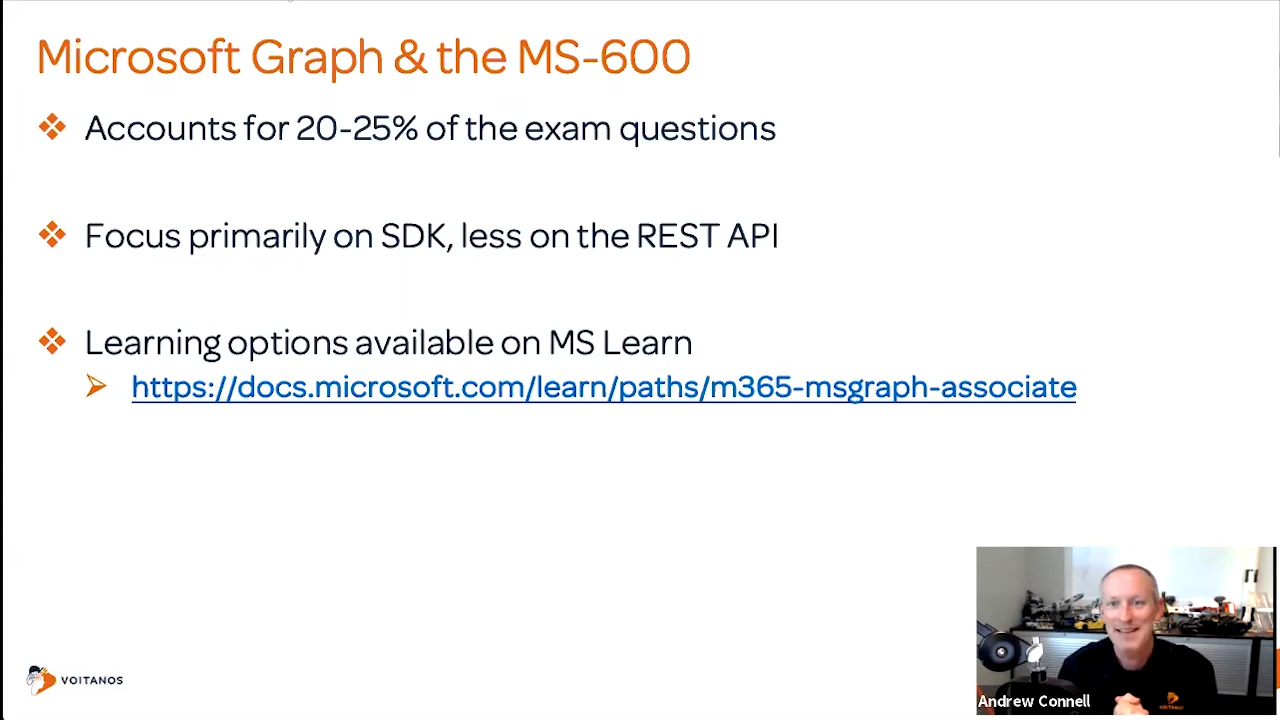 Microsoft Graph & the MS-600
Accounts for 20-25% of the exam questions
Focus primarily on SDK, less on the REST API
Learning options available on MS Learn
https://docs.microsoft.com/learn/paths/m365-msgraph-associate
VOITANOS
Andrew Connell